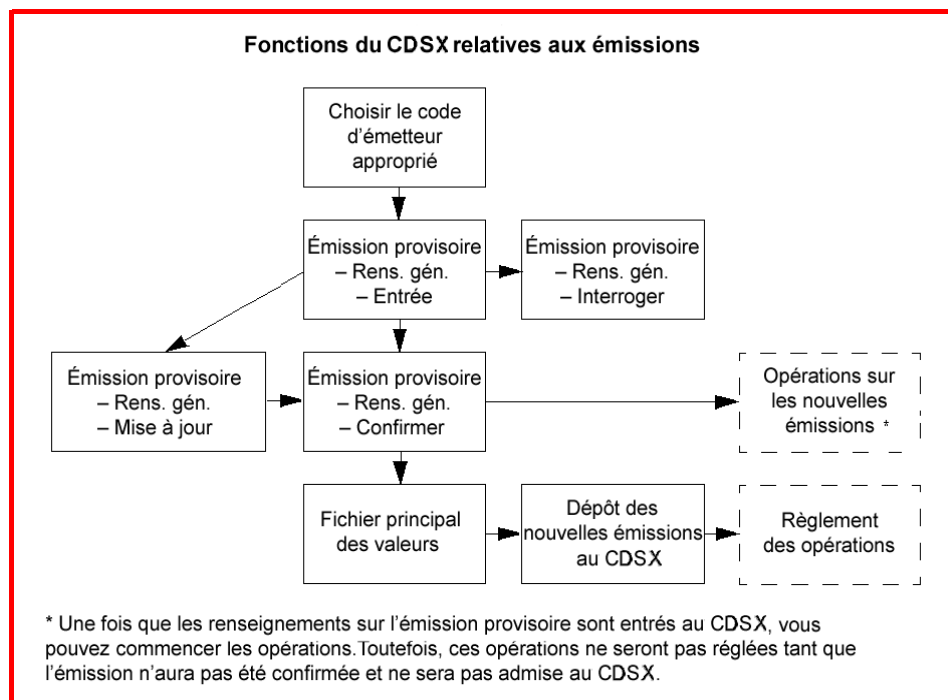 Fonctions du CDSX relatives aux émissions
Choisir le code
d'émetteur
approprié
Émission provisoire
– Rens. gén.
– Entrée
Émission provisoire
– Rens. gén.
– Interroger
Émission provisoire
– Rens. gén.
– Mise à jour
Émission provisoire
– Rens. gén.
– Confirmer
Opérations sur
les nouvelles
émissions *
Fichier principal
des valeurs
Dépôt des
nouvelles émissions
au CDSX
Règlement
des opérations
* Une fois que les renseignements sur l'émission provisoire sont entrés au CDSX, vous
pouvez commencer les opérations.Toutefois, ces opérations ne seront pas réglées tant que
l'émission n'aura pas été confirmée et ne sera pas admise au CDSX.